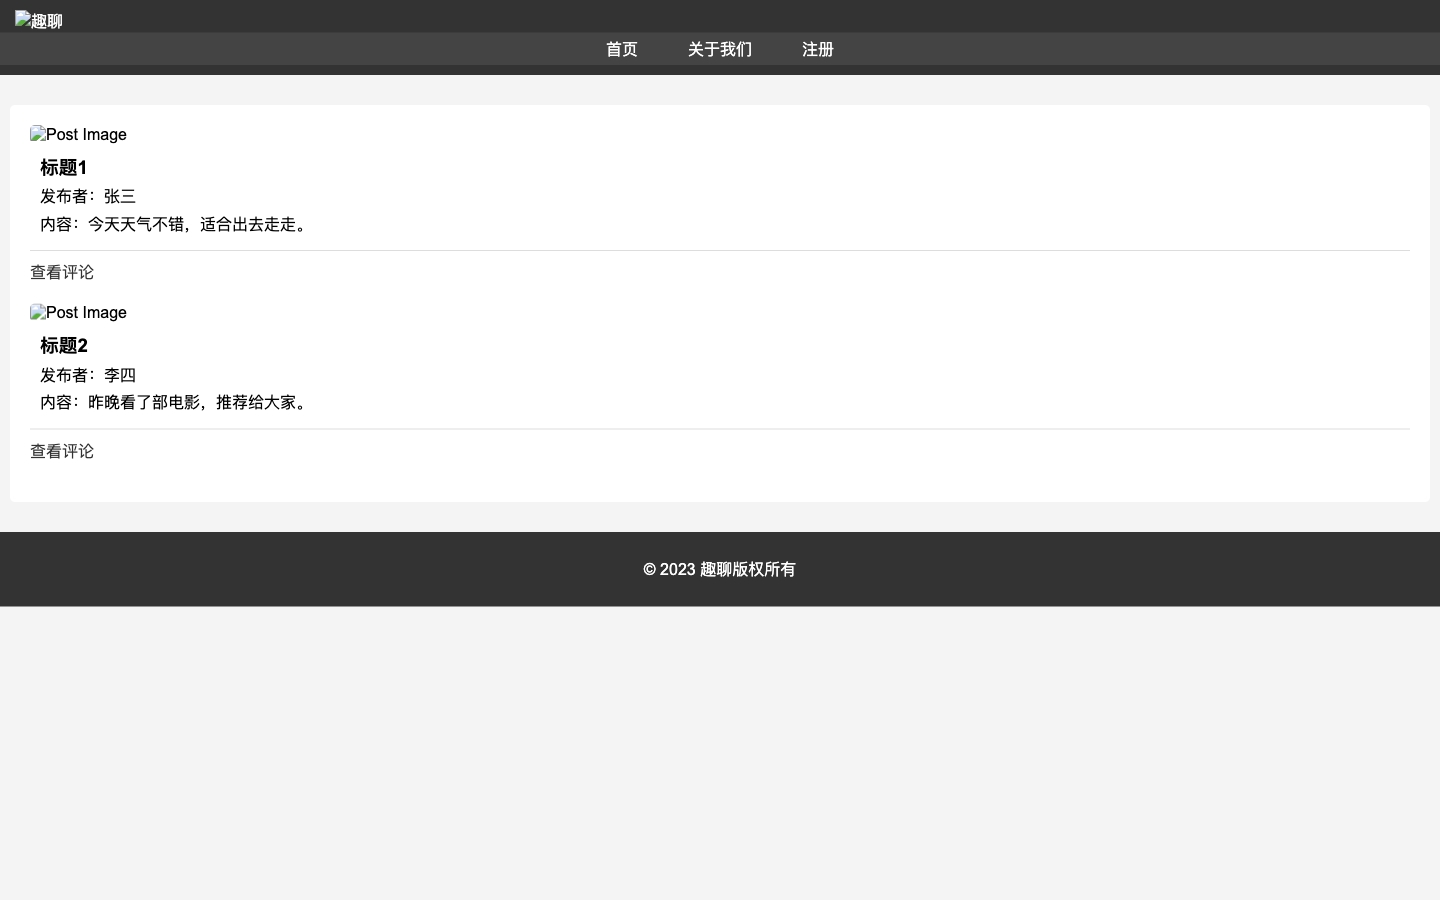 趣聊
首页 关于我们 注册
Post Image
标题1
发布者：张三
内容：今天天气不错，适合出去走走。
查看评论
Post Image
标题2
发布者：李四
内容：昨晚看了部电影，推荐给大家。
查看评论
© 2023 趣聊版权所有